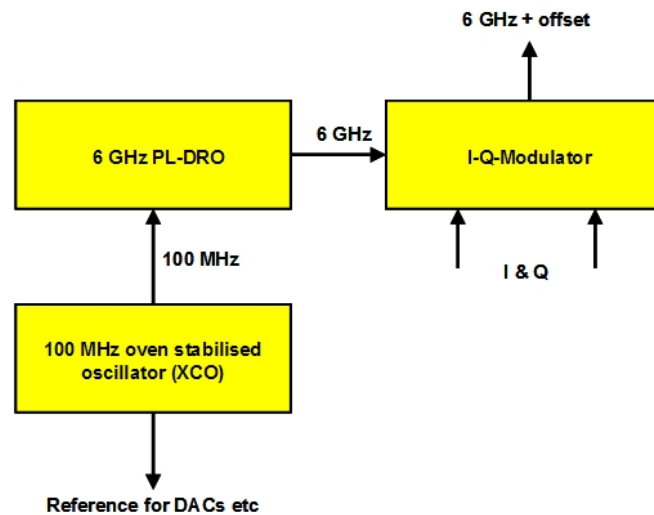 6 GHz + offset
6 GHz PL-DRO
6 GHz
I-Q-Modulator
100 MHz
I & Q
100 MHz oven stabilised
oscillator (XCO)
Reference for DACs etc